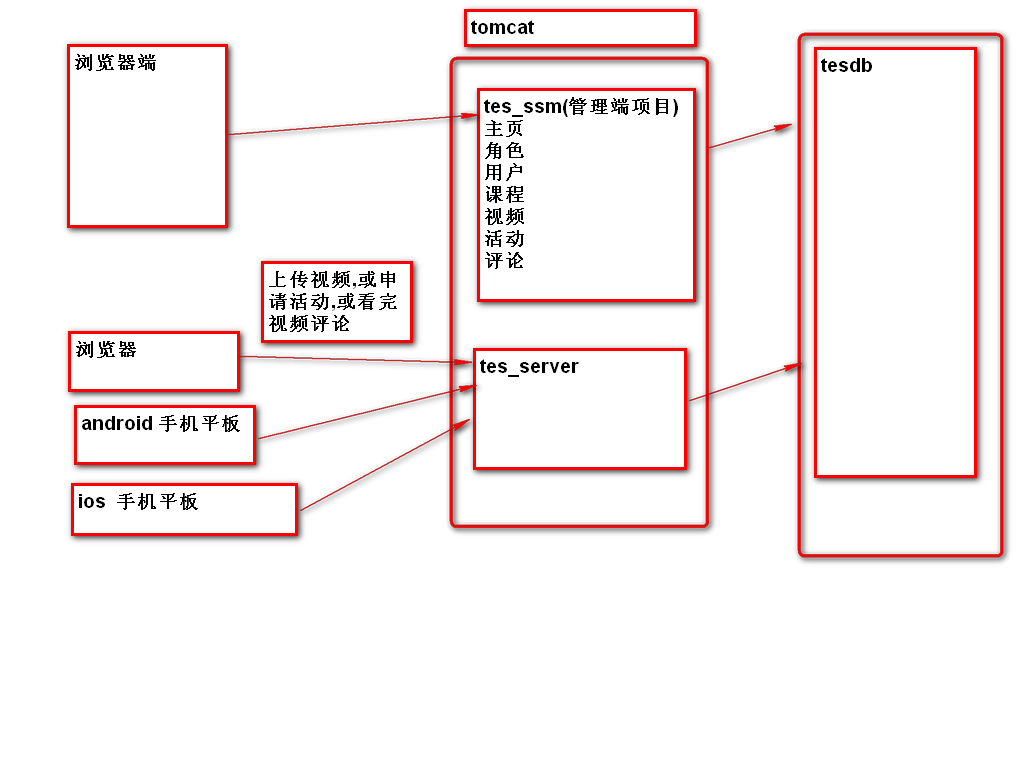 tomcat
浏览器端
tesdb
tes_ssm(管理端项目)
主页
角色
用户
课程
视频
活动
评论
上传视频,或申
请活动,或看完
视频评论
浏览器
tes_server
android 手机平板
ios 手机平板